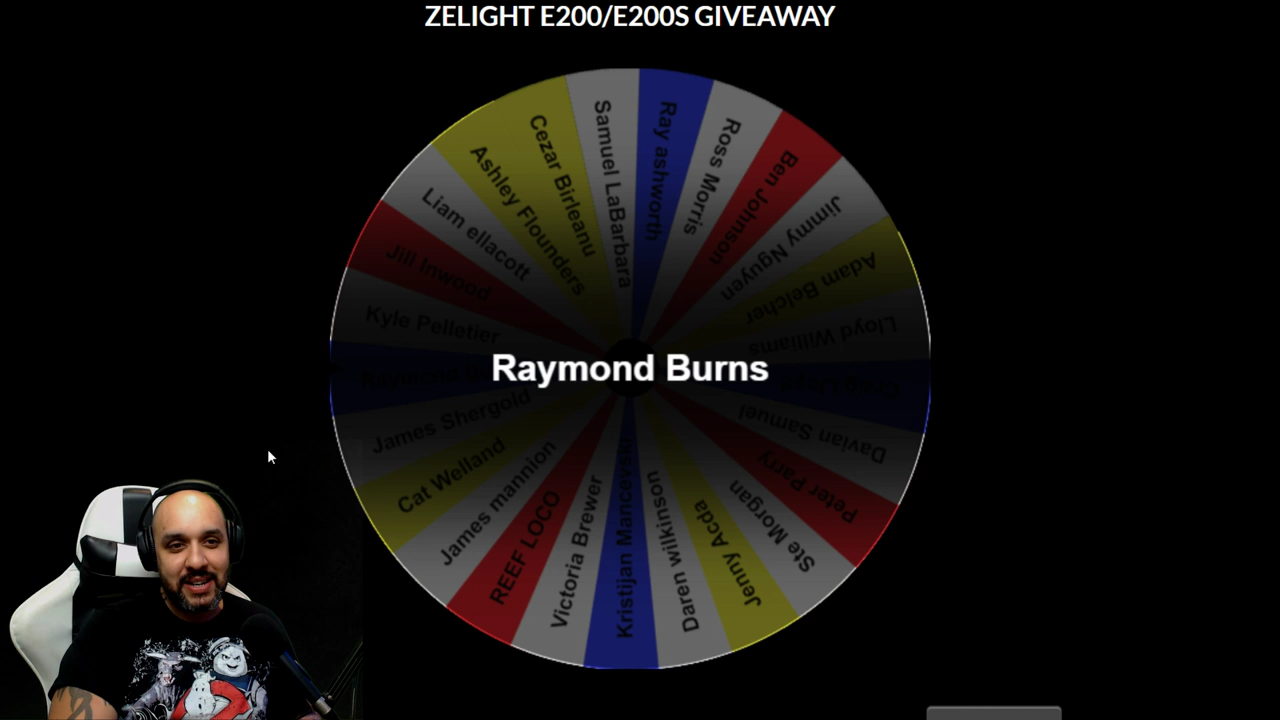 ZELIGHT E200/E200S GIVEAWAY
Samuel LaBarbara
Ray ashworth
Ross Morris
Ben Johnson
Jimmy Nguyen
Adam Belcher
Lloyd Williams
Davian Samuel
Peter Parry
Ste Morgan
Jenny Acda
Daren wilkinson
Kristijan Mancevski
Victoria Brewer
REEF LOCO
James mannion
Cat Welland
James Shergold
Raymond
Kyle Pelletier
Jill Inwood
Liam ellacott
Ashley Flounders
Cezar Birleanu
Raymond Burns